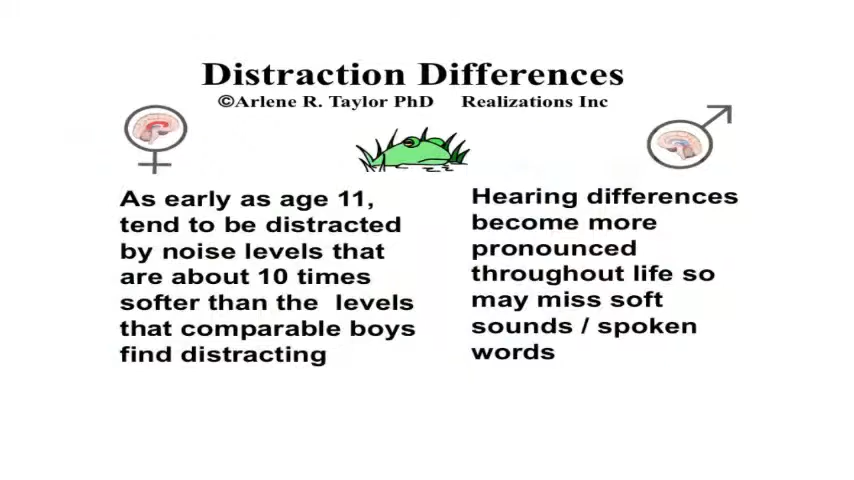 Distraction Differences
©Arlene R. Taylor PhD Realizations Inc
As early as age 11,
tend to be distracted
by noise levels that
are about 10 times
softer than the levels
that comparable boys
find distracting
Hearing differences
become more
pronounced
throughout life so
may miss soft
sounds / spoken
words